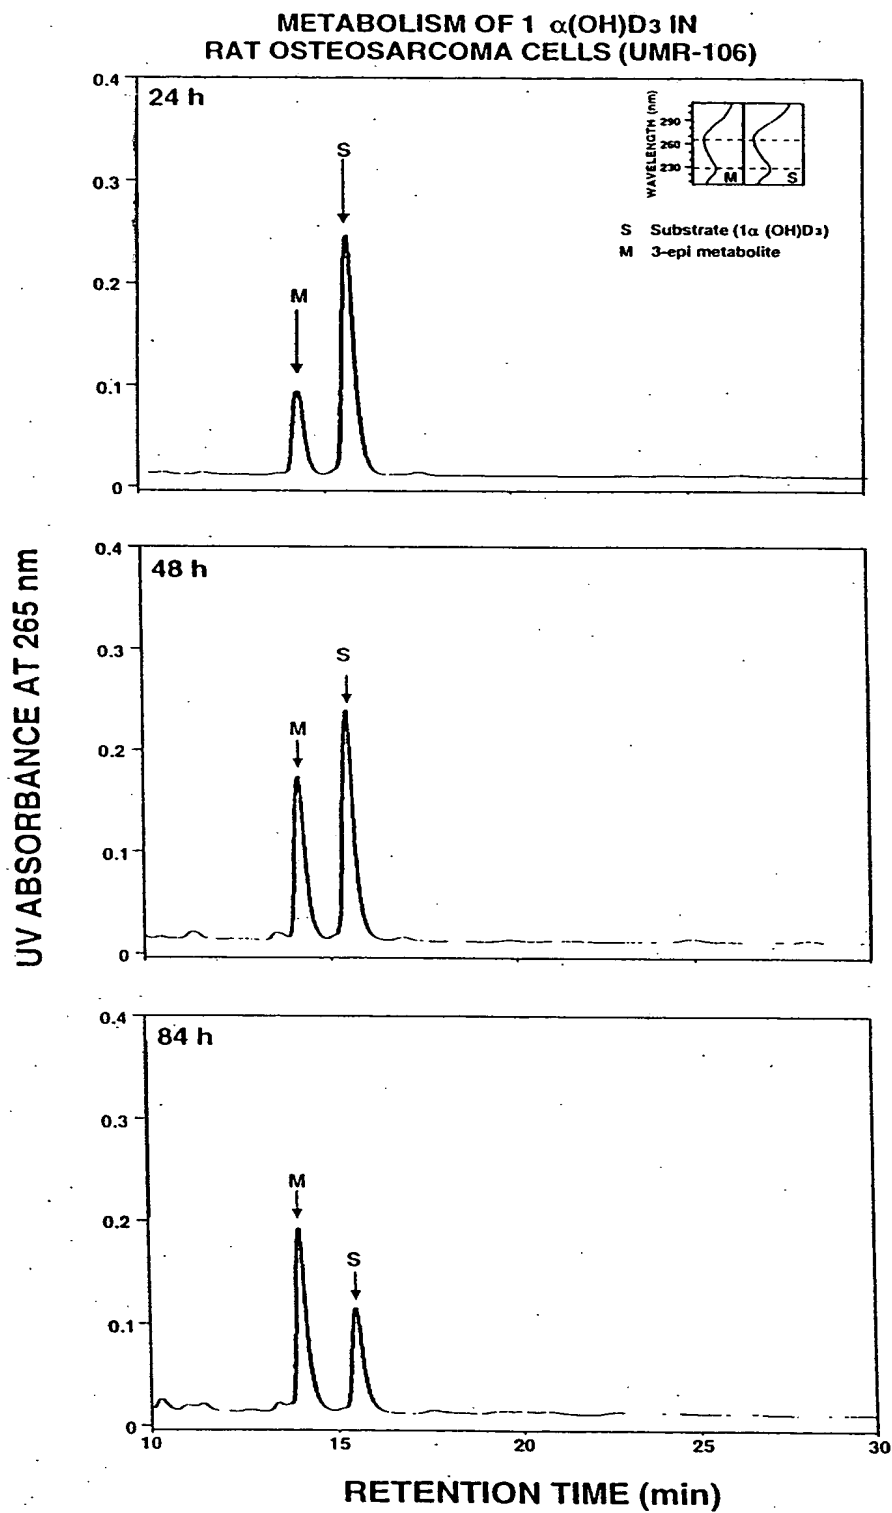 METABOLISM OF 1 α(OH)D3 IN
RAT OSTEOSARCOMA CELLS (UMR-106)
24 h
0.4
0.3
0.2
0.1
0
S
M
WAVELENGTH (nm)
290
260
230
M
S
S Substrate (1α (OH)D3)
M 3-epi metabolite
UV ABSORBANCE AT 265 nm
48 h
0.4
0.3
0.2
0.1
0
S
M
84 h
0.4
0.3
0.2
0.1
0
M
S
10 15 20 25 30
RETENTION TIME (min)